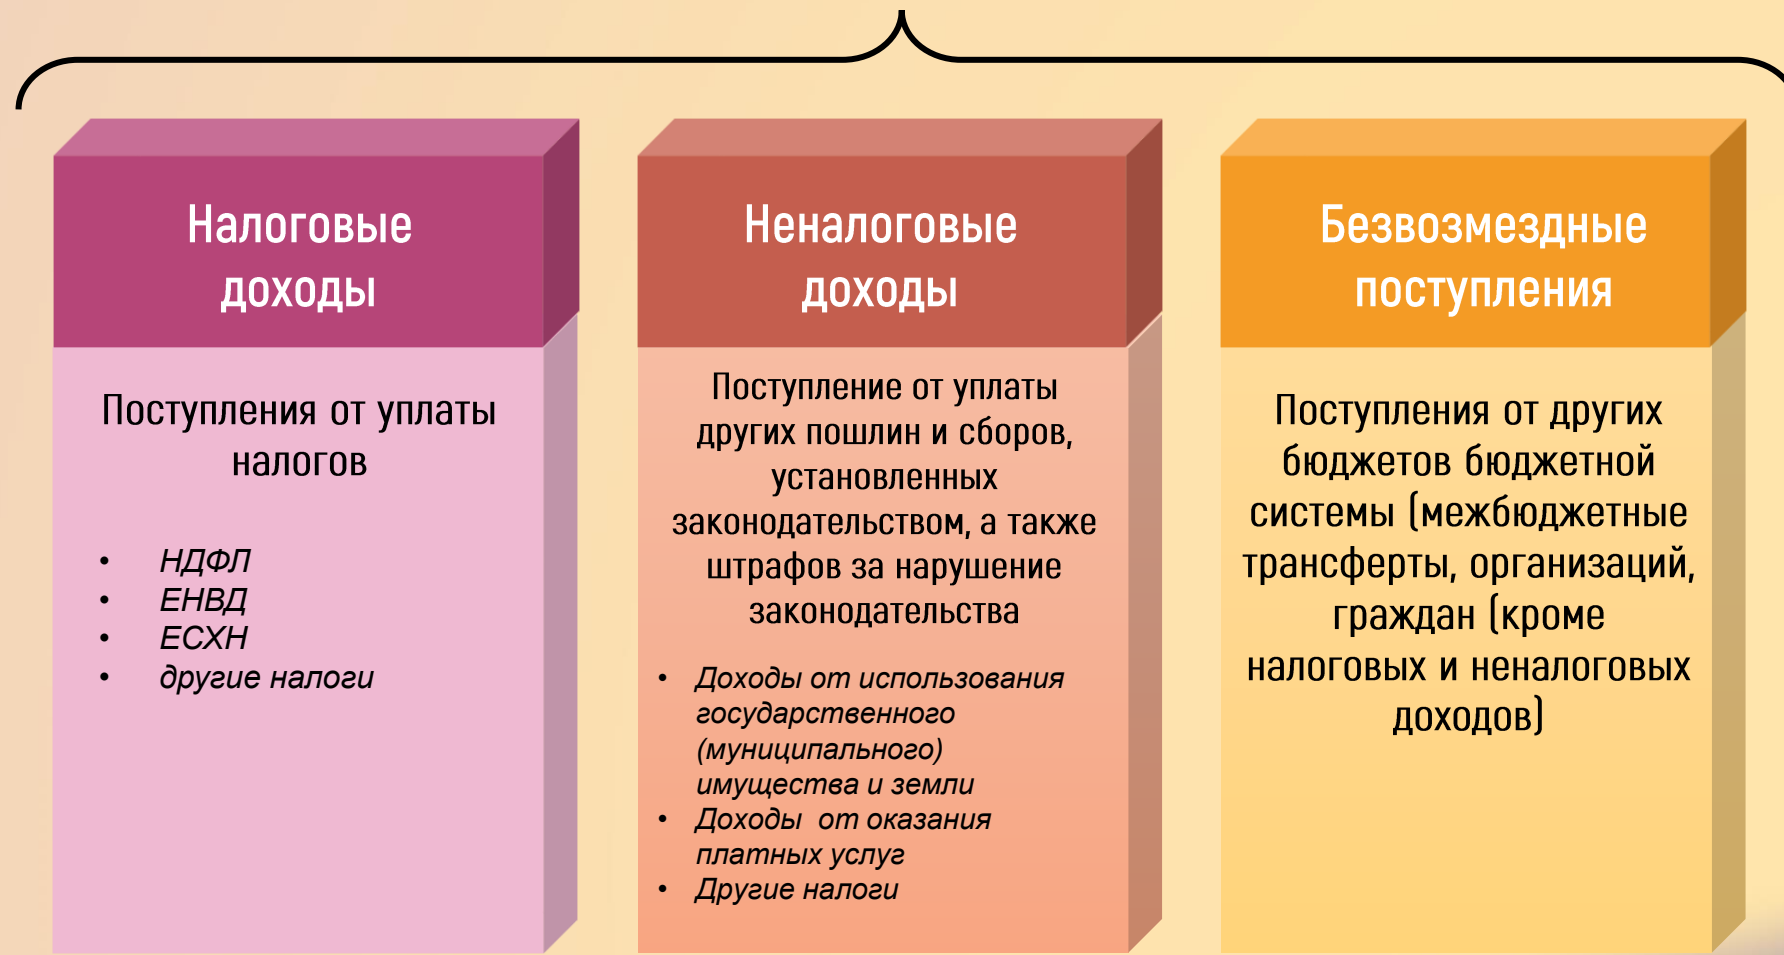 Налоговые
доходы
Поступления от уплаты
налогов
• НДФЛ
• ЕНВД
• ЕСХН
• другие налоги
Неналоговые
доходы
Поступление от уплаты
других пошлин и сборов,
установленных
законодательством, а также
штрафов за нарушение
законодательства
• Доходы от использования
государственного
(муниципального)
имущества и земли
• Доходы от оказания
платных услуг
• Другие налоги
Безвозмездные
поступления
Поступления от других
бюджетов бюджетной
системы (межбюджетные
трансферты, организаций,
граждан (кроме
налоговых и неналоговых
доходов)